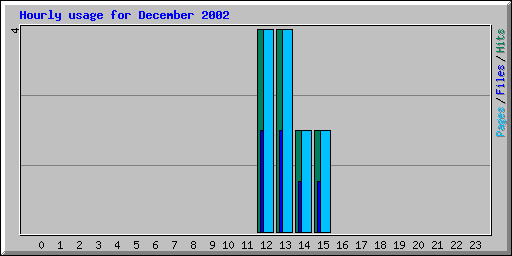 Hourly usage for December 2002
4
Pages / Files / Hits
0 1 2 3 4 5 6 7 8 9 10 11 12 13 14 15 16 17 18 19 20 21 22 23